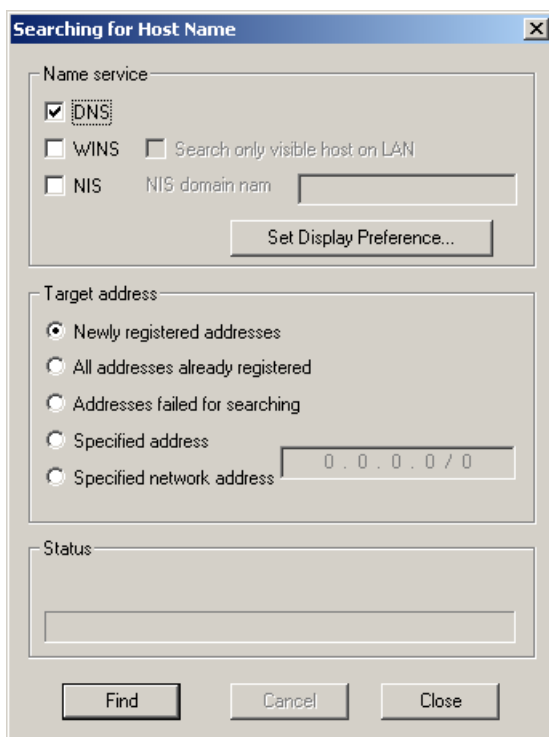 Searching for Host Name
Name service
DNS
WINS Search only visible host on LAN
NIS NIS domain nam
Set Display Preference...
Target address
Newly registered addresses
All addresses already registered
Addresses failed for searching
Specified address
0 . 0 . 0 . 0 / 0
Specified network address
Status
Find Cancel Close